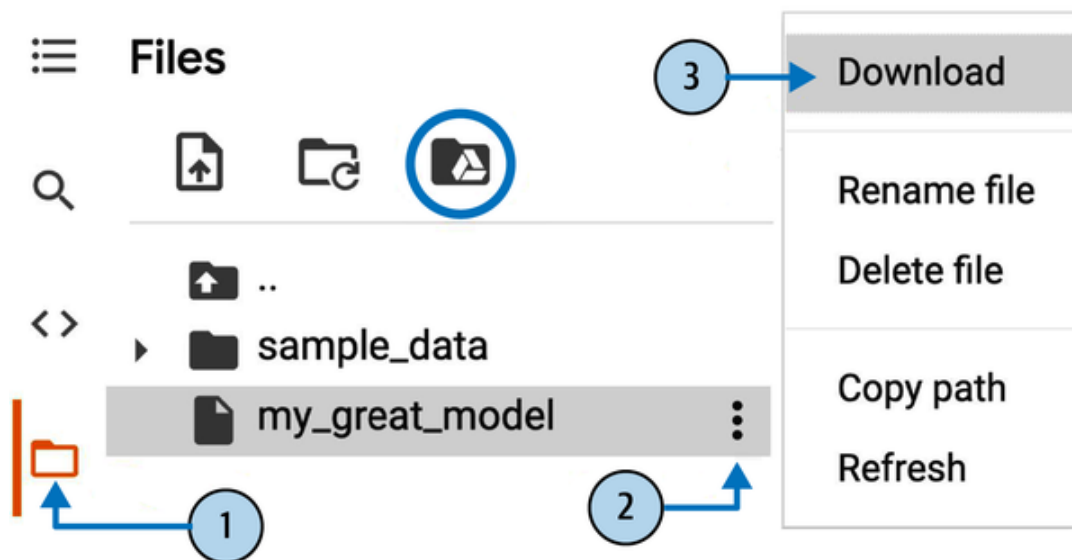 Files
3
Download
Rename file
Delete file
..
sample_data
my_great_model
Copy path
Refresh
1
2